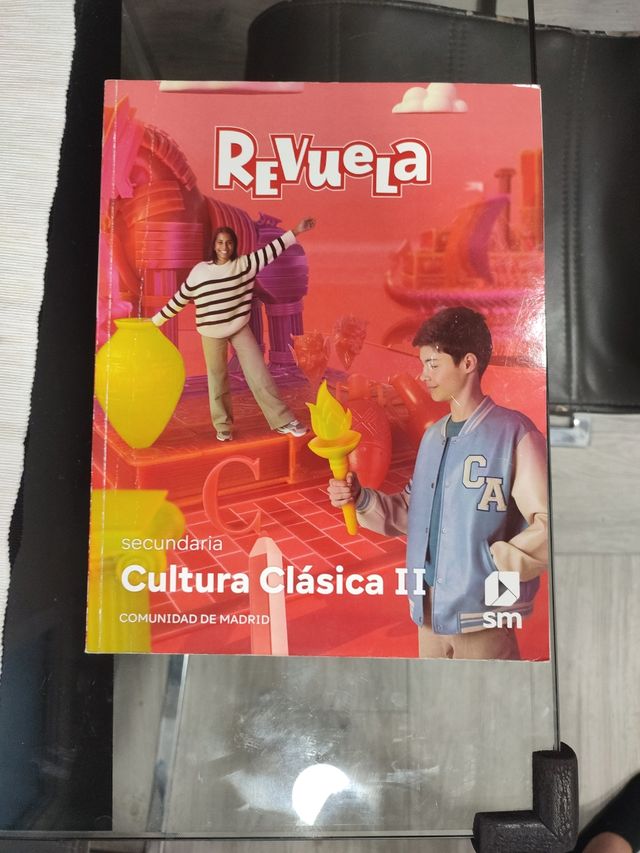 ReVueLa
CA
C
secundaria
Cultura Clásica II
COMUNIDAD DE MADRID
sm